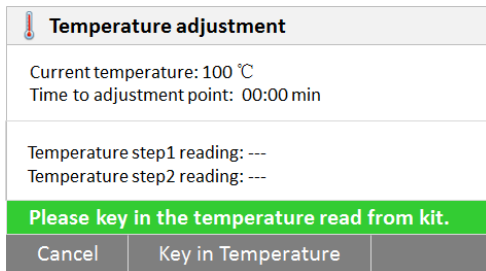 Temperature adjustment
Current temperature: 100 ℃
Time to adjustment point: 00:00 min
Temperature step1 reading: ---
Temperature step2 reading: ---
Please key in the temperature read from kit.
Cancel
Key in Temperature